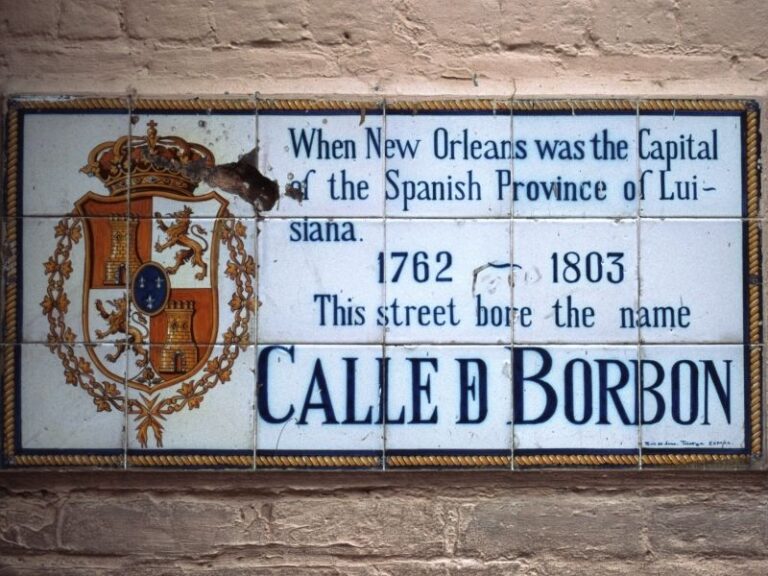 When New Orleans was the Capital
of the Spanish Province of Lui-
siana.
1762 — 1803
This street bore the name
CALLE D BORBON